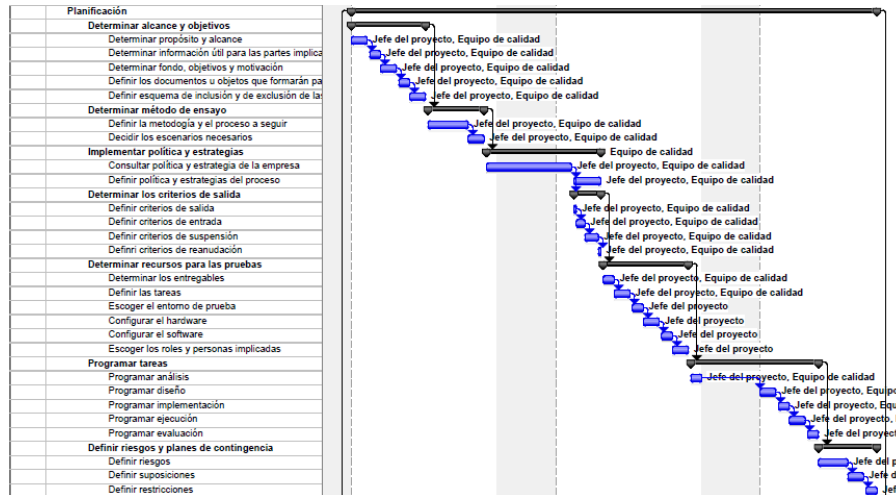 Planificación
Determinar alcance y objetivos
Determinar propósito y alcance Jefe del proyecto, Equipo de calidad
Determinar información útil para las partes implica Jefe del proyecto, Equipo de calidad
Determinar fondo, objetivos y motivación Jefe del proyecto, Equipo de calidad
Definir los documentos u objetos que formarán pa Jefe del proyecto, Equipo de calidad
Definir esquema de inclusión y de exclusión de las Jefe del proyecto, Equipo de calidad
Determinar método de ensayo
Definir la metodogía y el proceso a seguir Jefe del proyecto, Equipo de calidad
Decidir los escenarios necesarios Jefe del proyecto, Equipo de calidad
Implementar política y estrategias Equipo de calidad
Consultar política y estrategia de la empresa Jefe del proyecto, Equipo de calidad
Definir política y estrategias del proceso Jefe del proyecto, Equipo de calidad
Determinar los criterios de salida
Definir criterios de salida Jefe del proyecto, Equipo de calidad
Definir criterios de entrada Jefe del proyecto, Equipo de calidad
Definir criterios de suspensión Jefe del proyecto, Equipo de calidad
Definri criterios de reanudación Jefe del proyecto, Equipo de calidad
Determinar recursos para las pruebas
Determinar los entregables Jefe del proyecto, Equipo de calidad
Definir las tareas Jefe del proyecto, Equipo de calidad
Escoger el entorno de prueba Jefe del proyecto
Configurar el hardware Jefe del proyecto
Configurar el software Jefe del proyecto
Escoger los roles y personas implicadas Jefe del proyecto
Programar tareas
Programar análisis Jefe del proyecto, Equipo de calidad
Programar diseño Jefe del proyecto, Equipo
Programar implementación Jefe del proyecto, Equ
Programar ejecución Jefe del proyecto,
Programar evaluación Jefe del proyect
Definir riesgos y planes de contingencia
Definir riesgos Jefe del p
Definir suposiciones Jefe d
Definir restricciones Jef